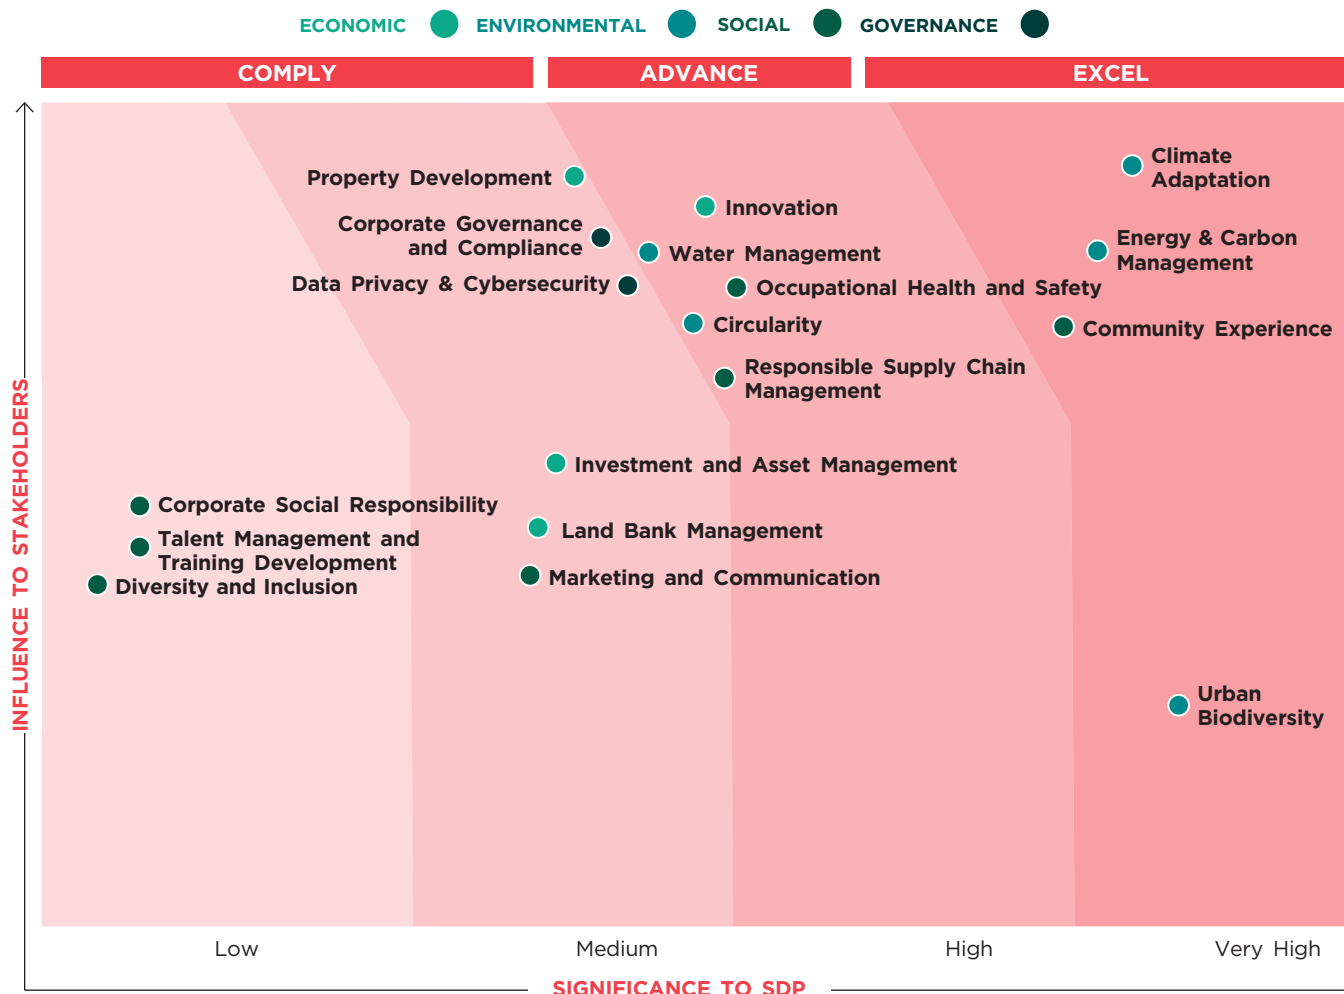 ECONOMIC ENVIRONMENTAL SOCIAL GOVERNANCE
COMPLY ADVANCE EXCEL
INFLUENCE TO STAKEHOLDERS
Climate
Adaptation
Property Development
Innovation
Corporate Governance
and Compliance
Energy & Carbon
Management
Water Management
Data Privacy & Cybersecurity
Occupational Health and Safety
Circularity
Community Experience
Responsible Supply Chain
Management
Investment and Asset Management
Corporate Social Responsibility
Land Bank Management
Talent Management and
Training Development
Marketing and Communication
Diversity and Inclusion
Urban
Biodiversity
Low Medium High Very High
SIGNIFICANCE TO SDP